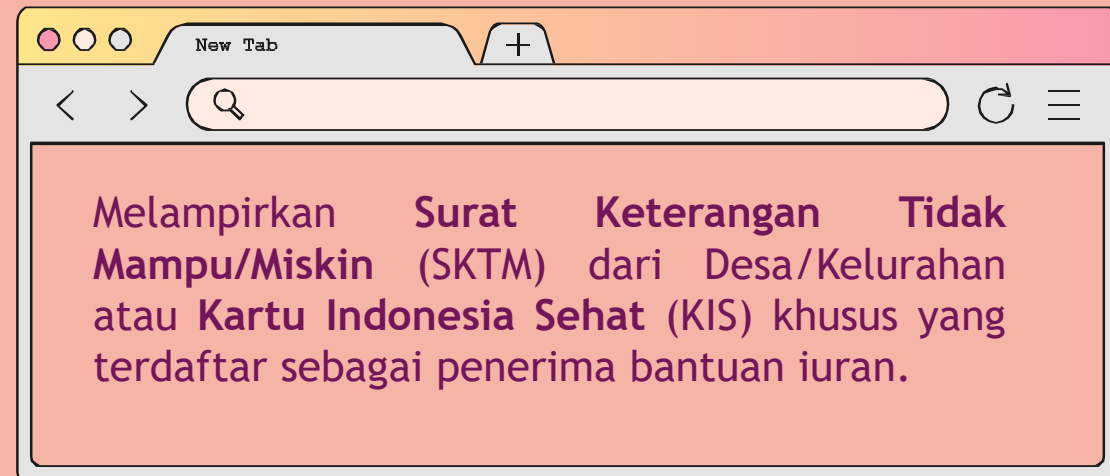 New Tab
Melampirkan Surat Keterangan Tidak
Mampu/Miskin (SKTM) dari Desa/Kelurahan
atau Kartu Indonesia Sehat (KIS) khusus yang
terdaftar sebagai penerima bantuan iuran.